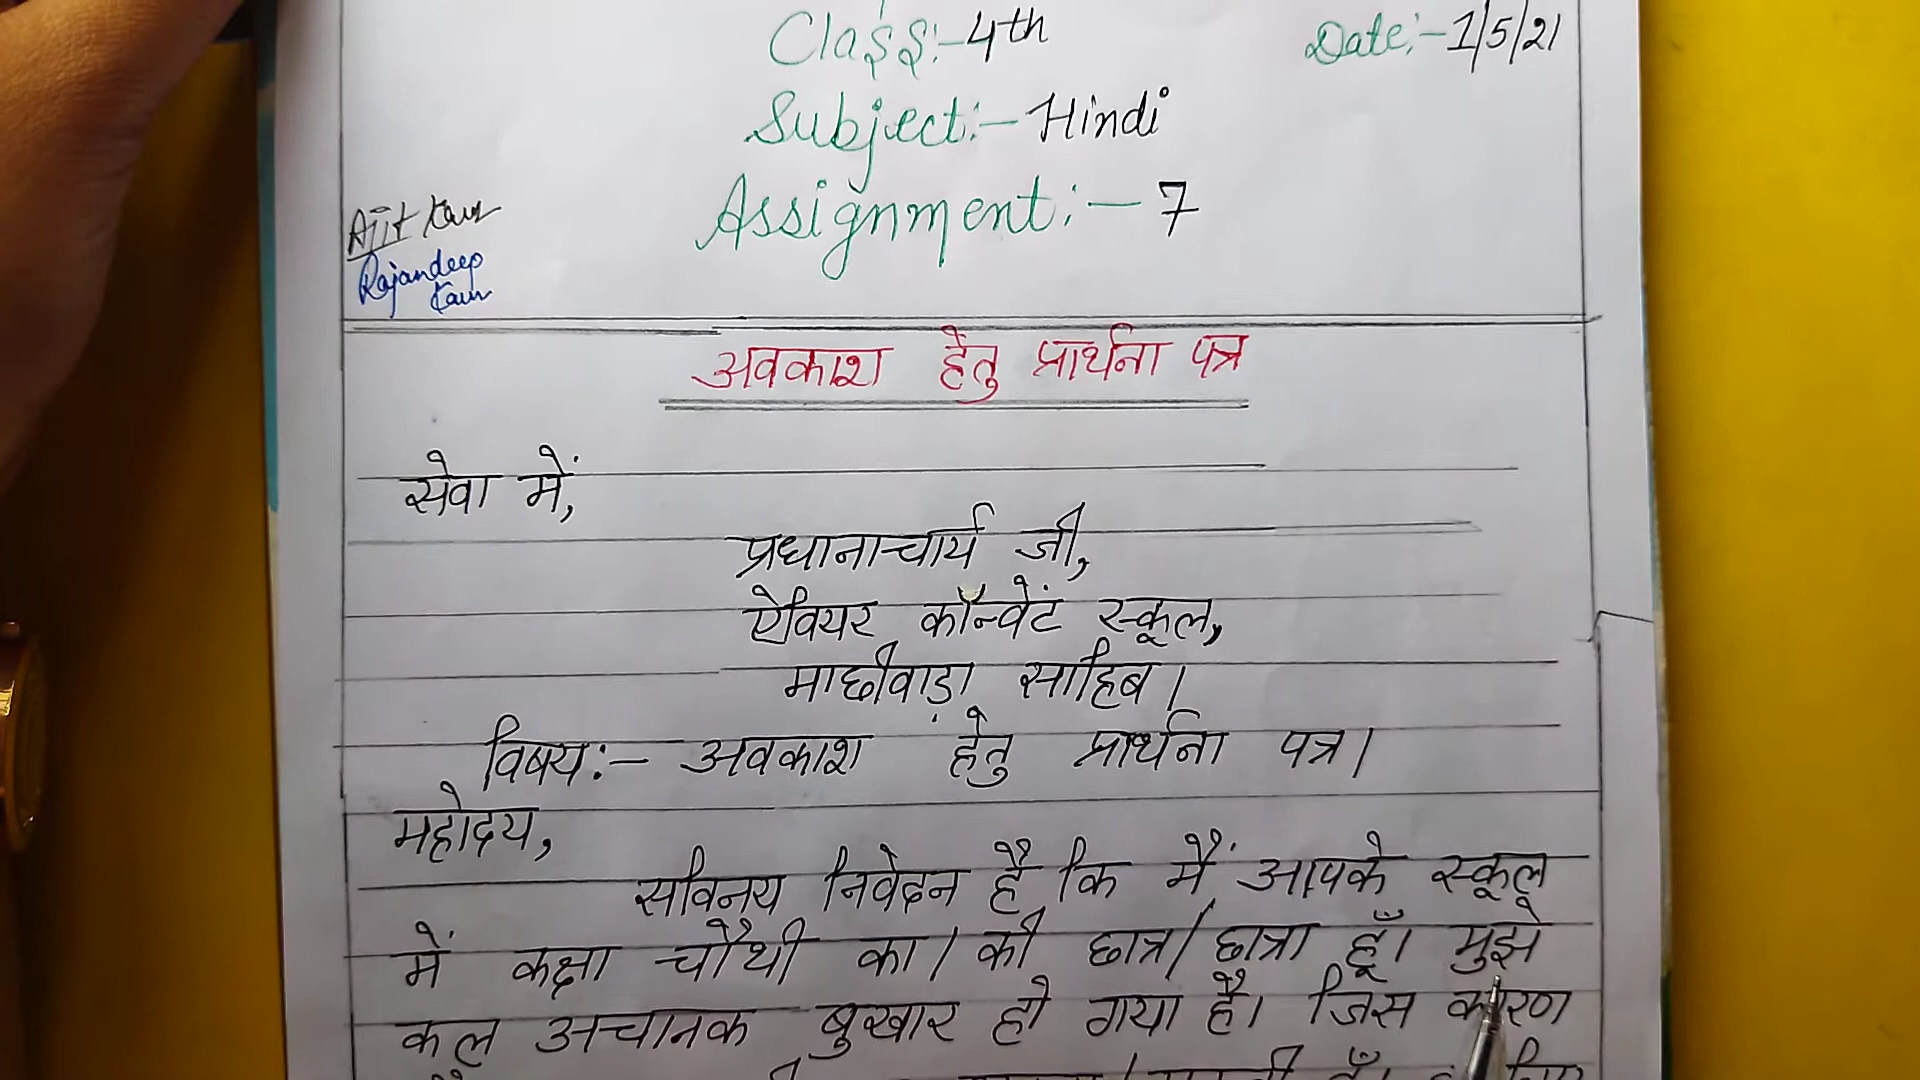 Class:-4th Date:-1/5/21
Subject:-Hindi
Assignment:-7
Ajit Kaur
Rajandeep
Kaur
अवकाश हेतु प्रार्थना पत्र
सेवा में,
प्रधानाचार्य जी,
ऐवियर कॉन्वेटं स्कूल,
माछीवाड़ा साहिब।
विषय:- अवकाश हेतु प्रार्थना पत्र।
महोदय,
सविनय निवेदन है कि मैं आपके स्कूल
में कक्षा चौथी का/की छात्र/छात्रा हूँ। मुझे
कल अचानक बुखार हो गया है। जिस कारण